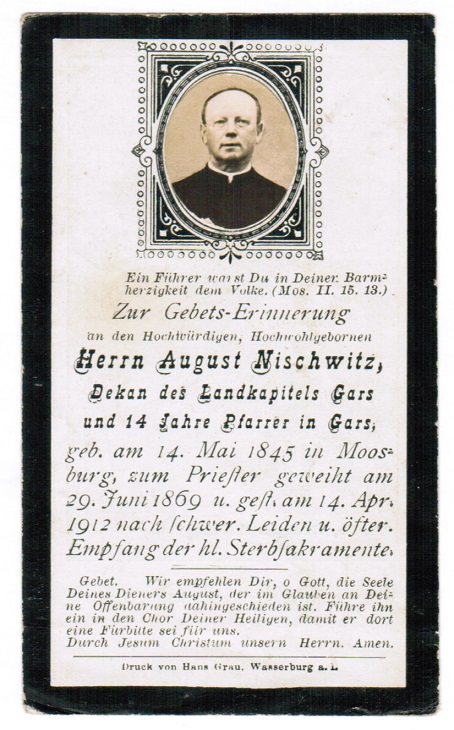 Ein Führer warst Du in Deiner Barm-
herzigkeit dem Volke. (Mos. II. 15. 13.)
Zur Gebets-Erinnerung
an den Hochwürdigen, Hochwohlgebornen
Herrn August Nischwitz,
Dekan des Landkapitels Gars
und 14 Jahre Pfarrer in Gars,
geb. am 14. Mai 1845 in Moos-
burg, zum Priester geweiht am
29. Juni 1869 u. gest. am 14. Apr.
1912 nach schwer. Leiden u. öfter.
Empfang der hl. Sterbsakramente.
Gebet. Wir empfehlen Dir, o Gott, die Seele
Deines Dieners August, der im Glauben an Dei-
ne Offenbarung dahingeschieden ist. Führe ihn
ein in den Chor Deiner Heiligen, damit er dort
eine Fürbitte sei für uns.
Durch Jesum Christum unsern Herrn. Amen.
Druck von Hans Grau, Wasserburg a. I.